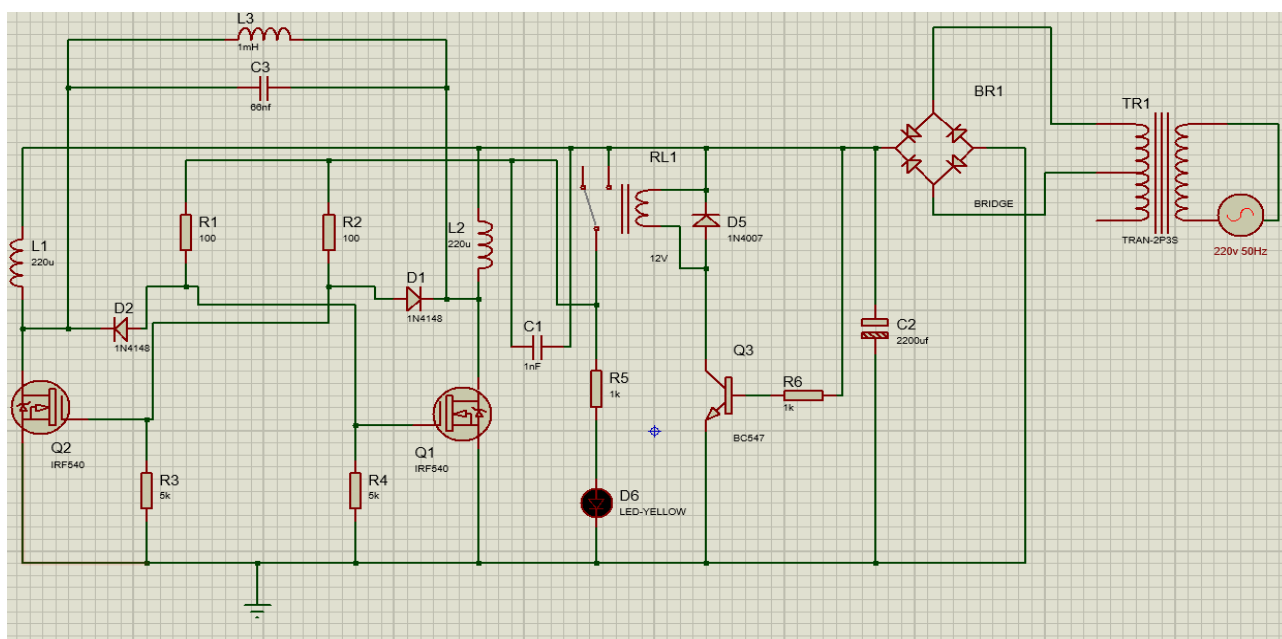 L3
1mH
C3
66nf
BR1
BRIDGE
TR1
TRAN-2P3S
220v 50Hz
RL1
12V
R1
100
R2
100
L2
220u
L1
220u
D5
1N4007
D1
1N4148
D2
1N4148
C1
1nF
C2
2200uf
Q3
BC547
R6
1k
R5
1k
Q2
IRF540
Q1
IRF540
R3
5k
R4
5k
D6
LED-YELLOW